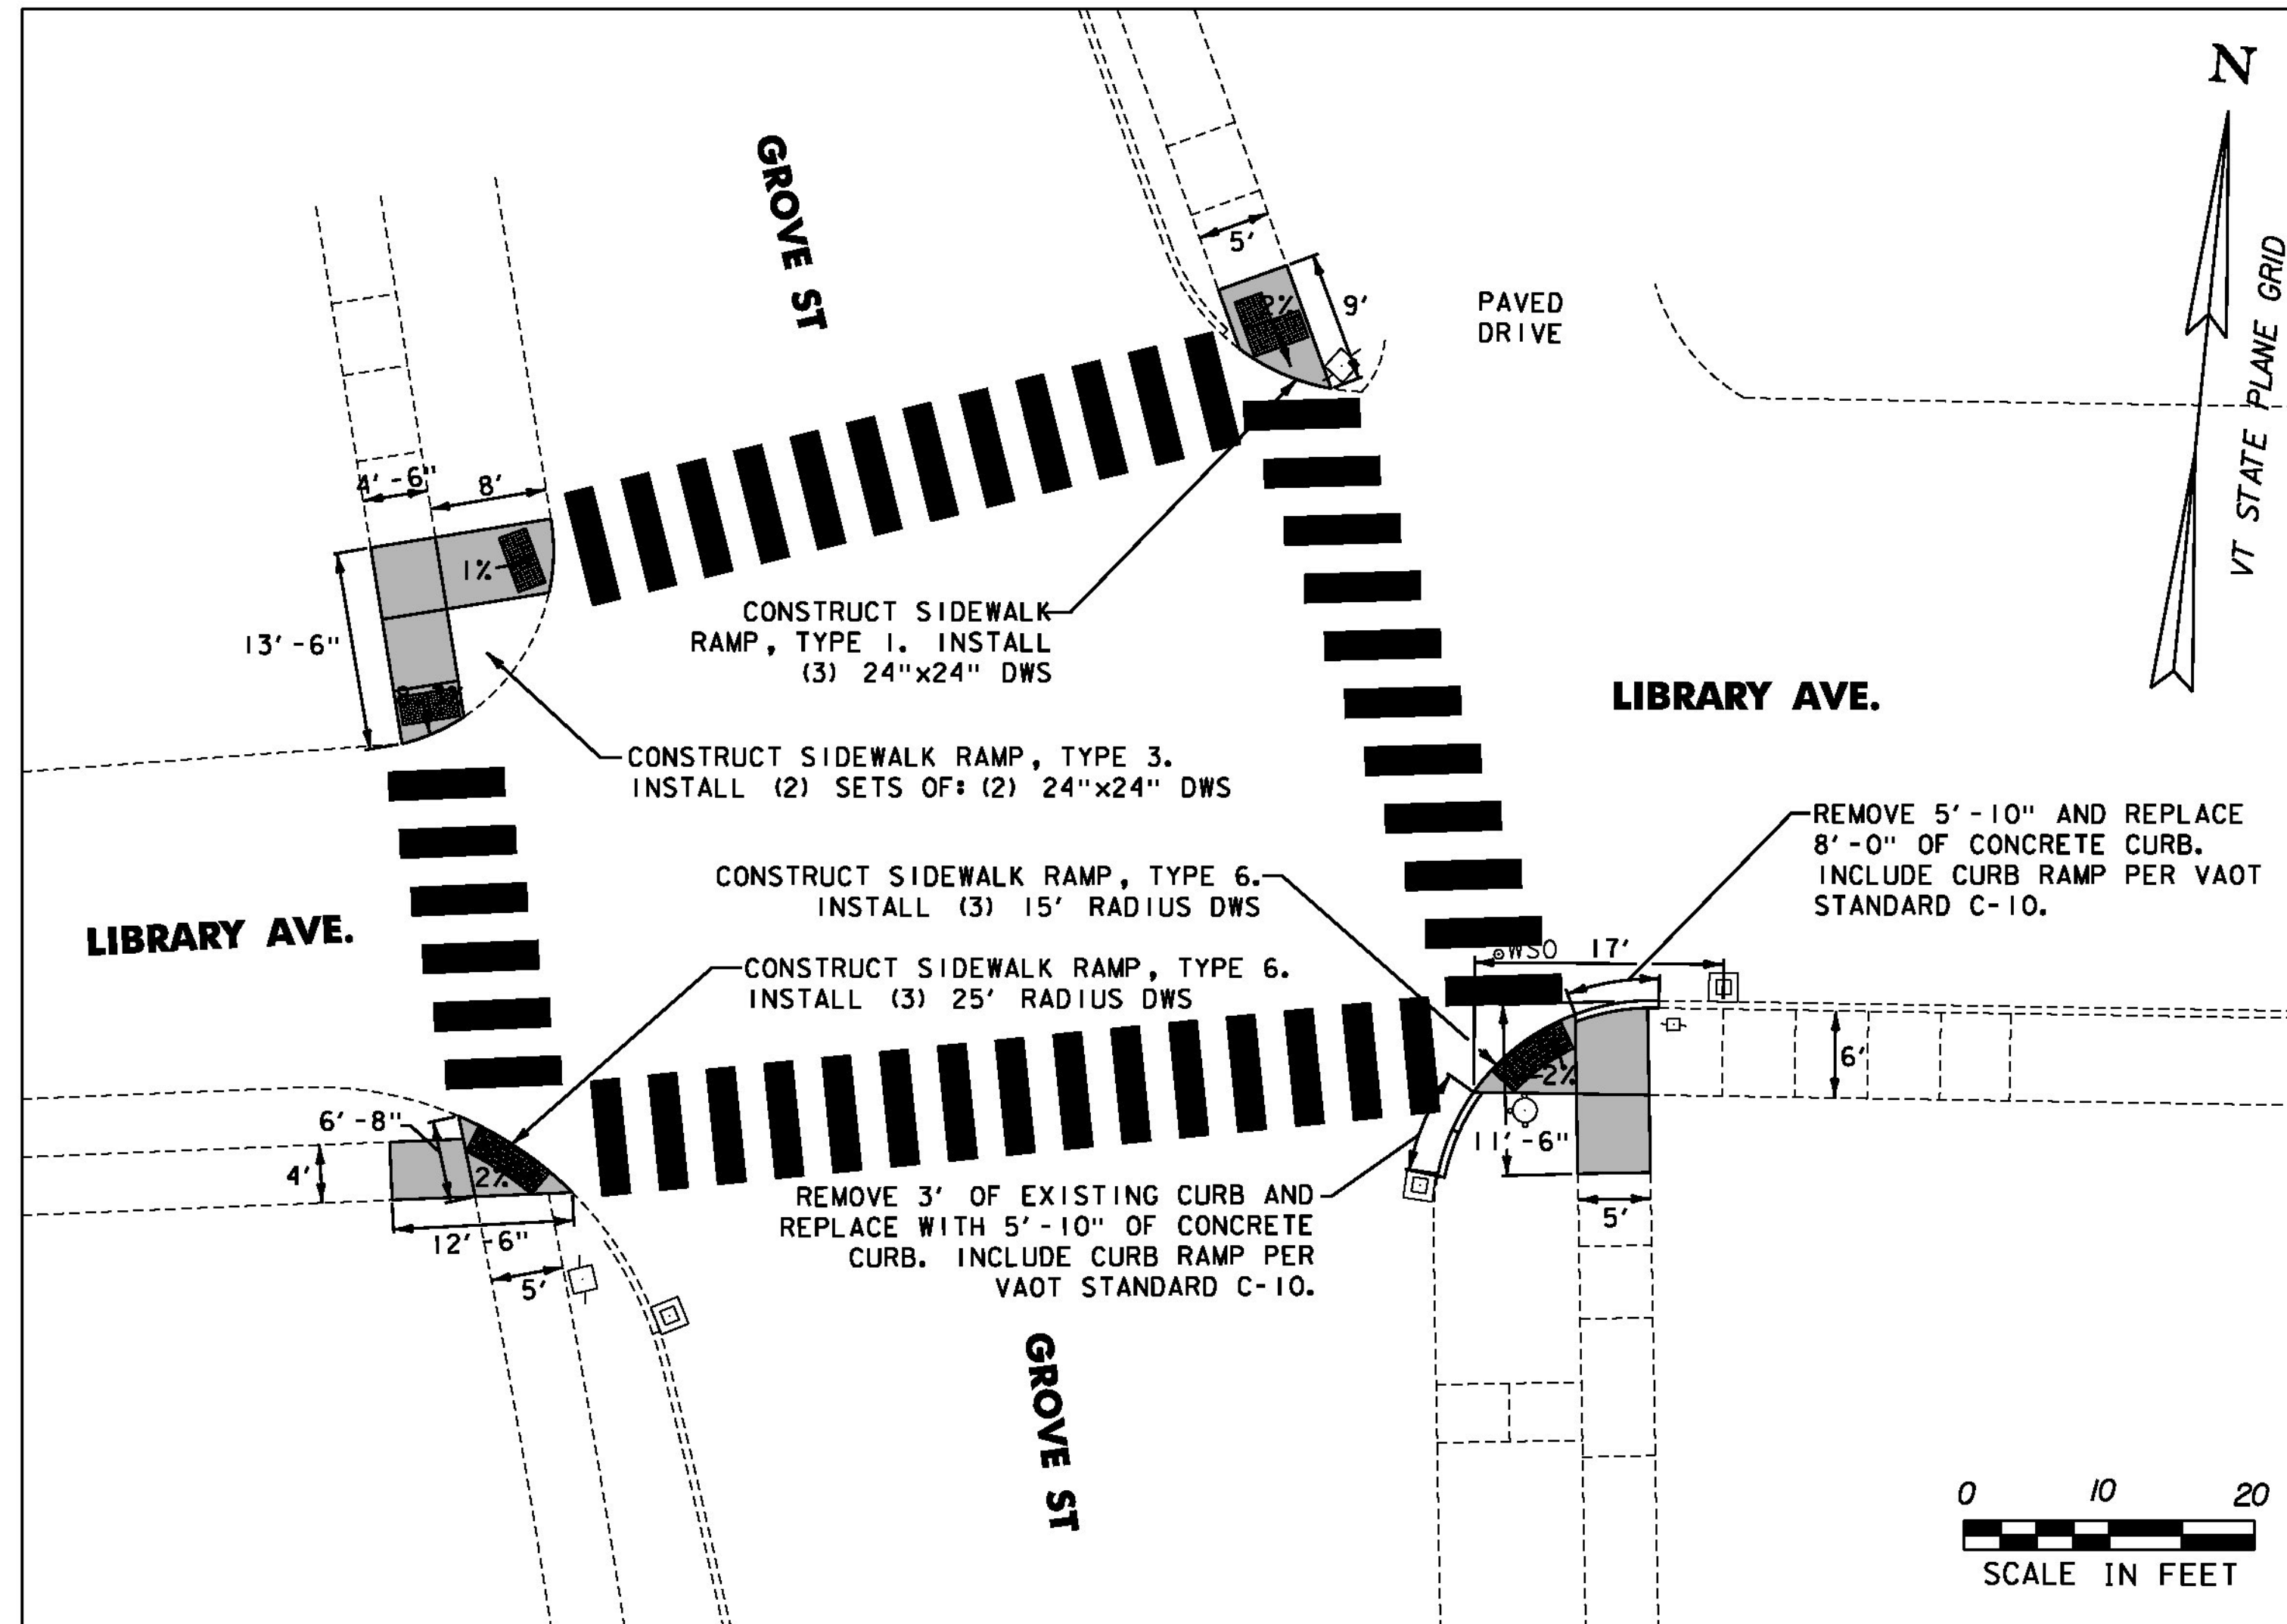 N
VT STATE PLANE GRID
GROVE ST
5'
2%
9'
PAVED
DRIVE
4'-6"
8'
1%
13'-6"
CONSTRUCT SIDEWALK
RAMP, TYPE 1. INSTALL
(3) 24"x24" DWS
LIBRARY AVE.
CONSTRUCT SIDEWALK RAMP, TYPE 3.
INSTALL (2) SETS OF: (2) 24"x24" DWS
REMOVE 5'-10" AND REPLACE
8'-0" OF CONCRETE CURB.
INCLUDE CURB RAMP PER VAOT
STANDARD C-10.
CONSTRUCT SIDEWALK RAMP, TYPE 6.
INSTALL (3) 15' RADIUS DWS
LIBRARY AVE.
WSO
17'
CONSTRUCT SIDEWALK RAMP, TYPE 6.
INSTALL (3) 25' RADIUS DWS
6'
2%
6'-8"
4'
2%
11'-6"
REMOVE 3' OF EXISTING CURB AND
REPLACE WITH 5'-10" OF CONCRETE
CURB. INCLUDE CURB RAMP PER
VAOT STANDARD C-10.
12'-6"
5'
5'
GROVE ST
0 10 20
SCALE IN FEET